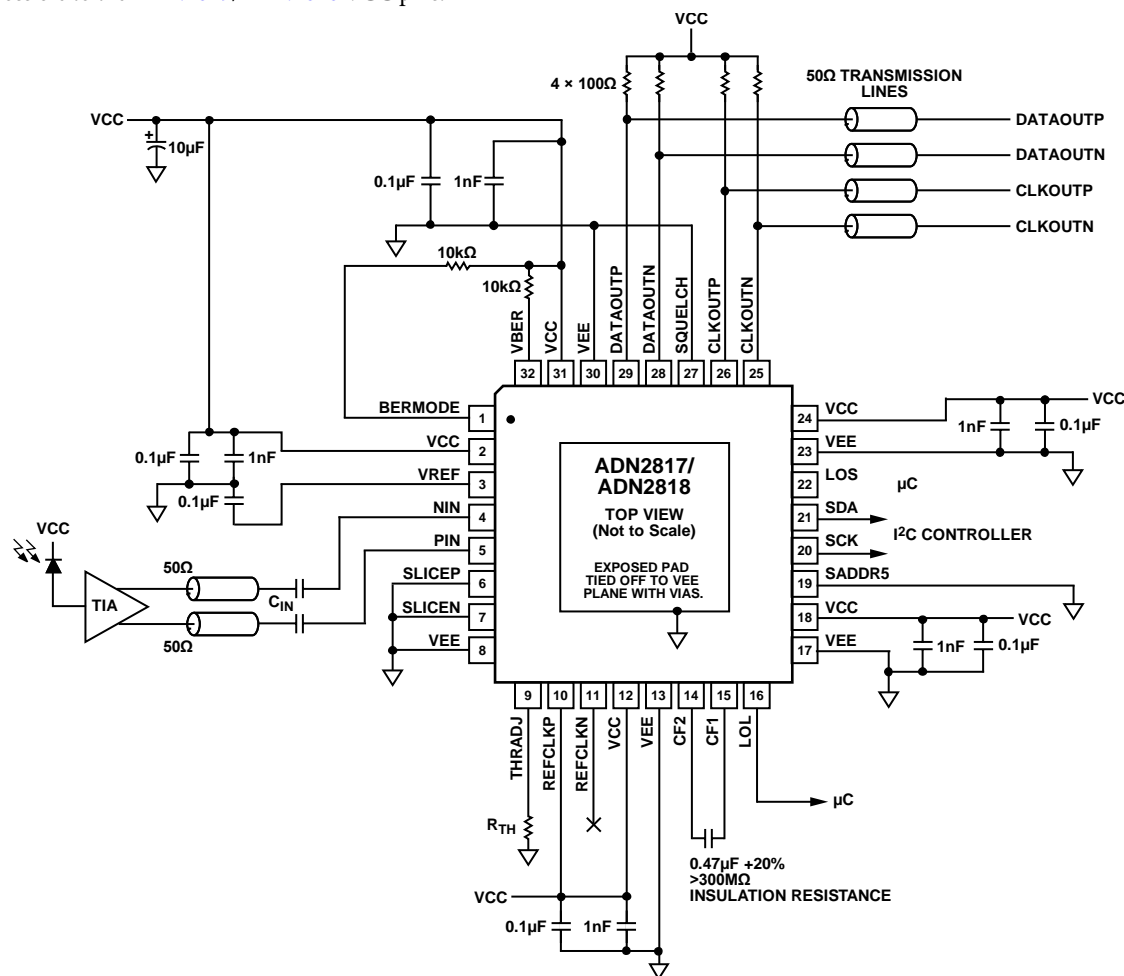 VCC
4 × 100Ω
50Ω TRANSMISSION
LINES
VCC
+
10µF
DATAOUTP
DATAOUTN
CLKOUTP
CLKOUTN
0.1µF
1nF
10kΩ
10kΩ
VBER
VCC
VEE
DATAOUTP
DATAOUTN
SQUELCH
CLKOUTP
CLKOUTN
32
31
30
29
28
27
26
25
BERMODE
1
VCC
2
VREF
3
NIN
4
PIN
5
SLICEP
6
SLICEN
7
VEE
8
0.1µF
1nF
0.1µF
VCC
TIA
50Ω
50Ω
CIN
ADN2817/
ADN2818
TOP VIEW
(Not to Scale)
EXPOSED PAD
TIED OFF TO VEE
PLANE WITH VIAS.
24
VCC
23
VEE
22
LOS
21
SDA
20
SCK
19
SADDR5
18
VCC
17
VEE
VCC
1nF
0.1µF
µC
I2C CONTROLLER
VCC
1nF
0.1µF
9
10
11
12
13
14
15
16
THRADJ
REFCLKP
REFCLKN
VCC
VEE
CF2
CF1
LOL
RTH
µC
0.47µF +20%
>300MΩ
INSULATION RESISTANCE
VCC
0.1µF
1nF